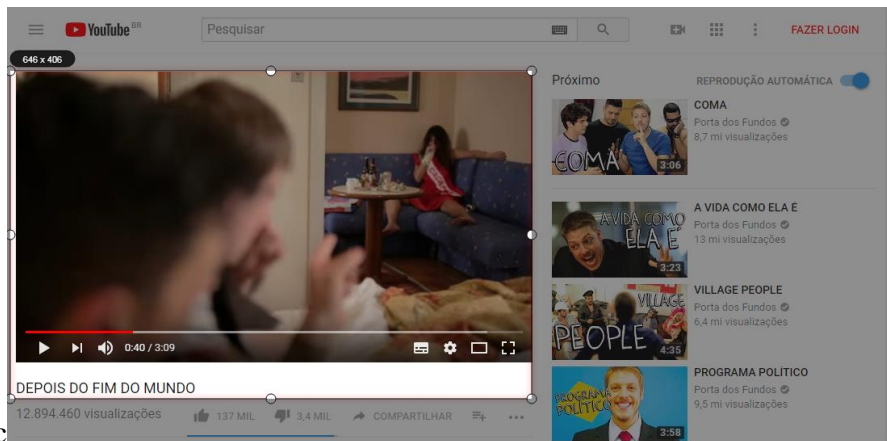 YouTube BR
Pesquisar
FAZER LOGIN
646 x 406
0:40 / 3:09
DEPOIS DO FIM DO MUNDO
12.894.460 visualizações
137 MIL
3,4 MIL
COMPARTILHAR
Próximo
REPRODUÇÃO AUTOMÁTICA
COMA
3:06
COMA
Porta dos Fundos
8,7 mi visualizações
A VIDA COMO
ELA É
3:23
A VIDA COMO ELA É
Porta dos Fundos
13 mi visualizações
VILLAGE
PEOPLE
4:35
VILLAGE PEOPLE
Porta dos Fundos
6,4 mi visualizações
PROGRAMA
POLÍTICO
3:58
PROGRAMA POLÍTICO
Porta dos Fundos
9,5 mi visualizações